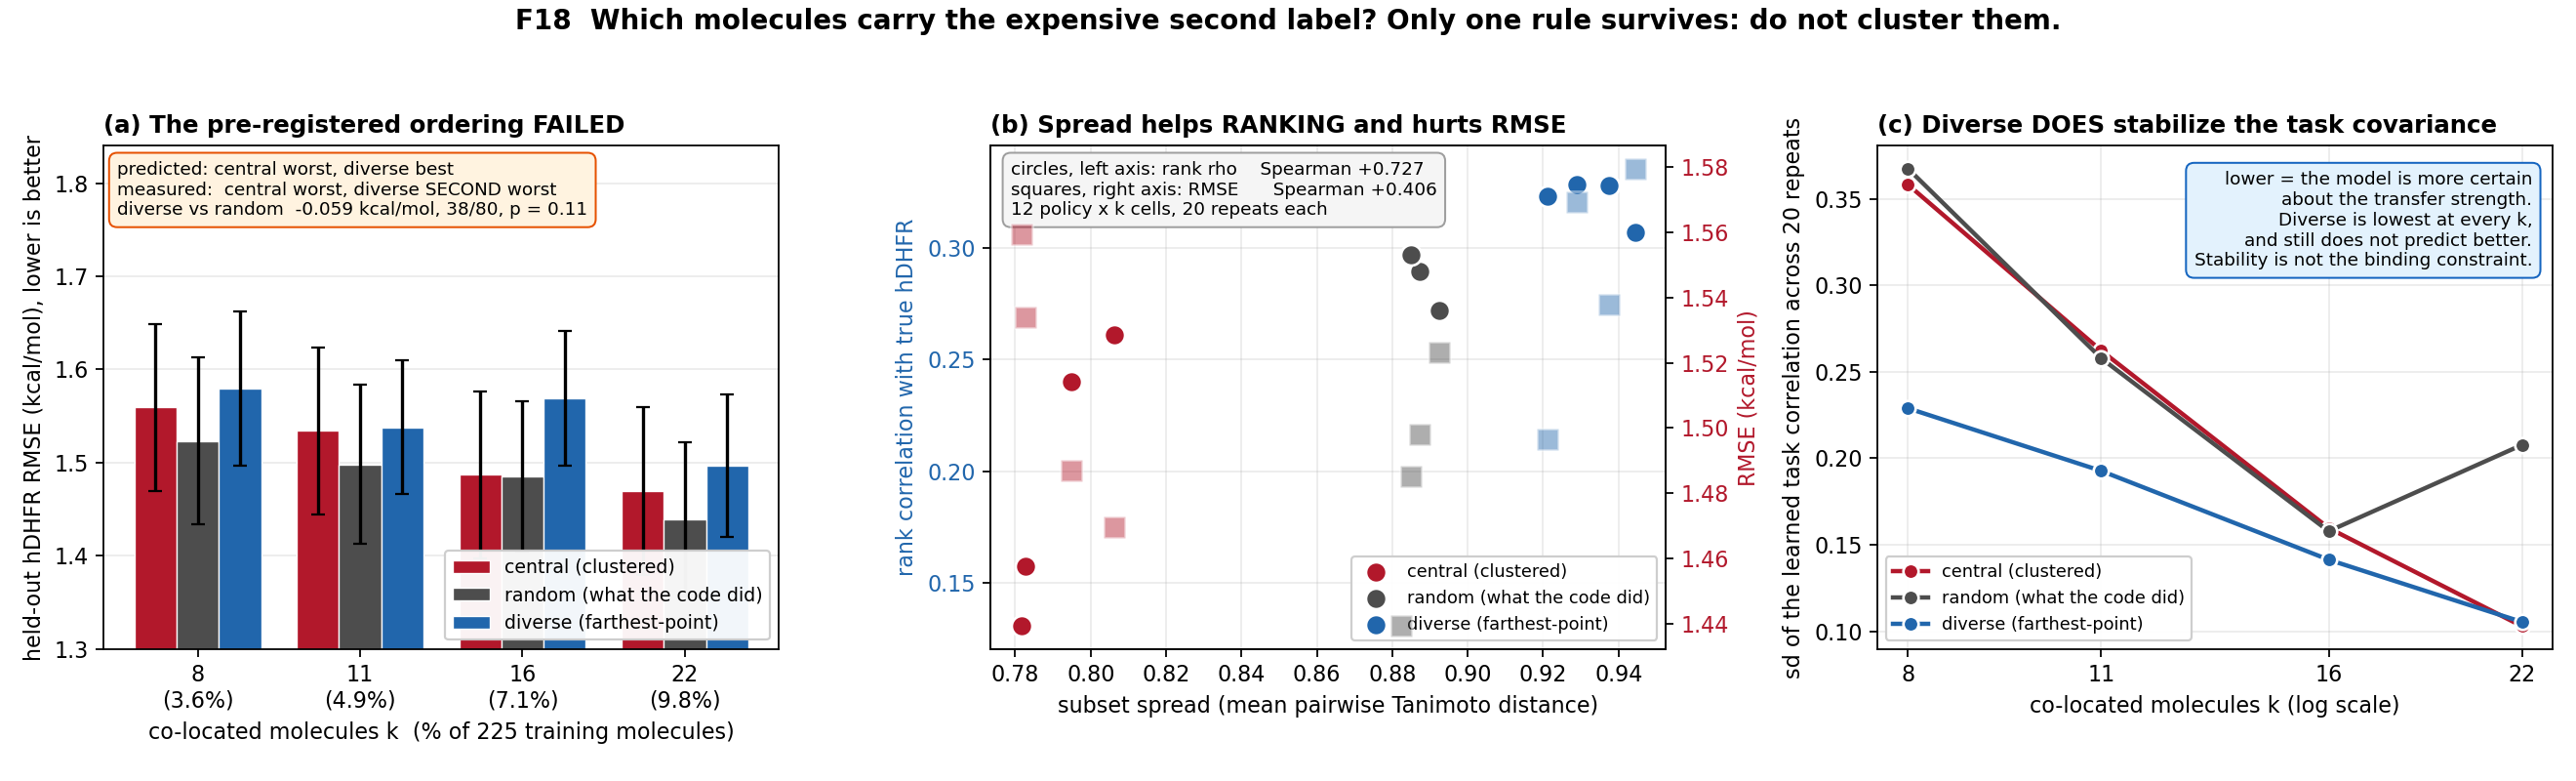 F18  Which molecules carry the expensive second label? Only one rule survives: do not cluster them.
(a) The pre-registered ordering FAILED
held-out hDHFR RMSE (kcal/mol), lower is better
1.8
1.7
1.6
1.5
1.4
1.3
predicted: central worst, diverse best
measured:  central worst, diverse SECOND worst
diverse vs random  -0.059 kcal/mol, 38/80, p = 0.11
central (clustered)
random (what the code did)
diverse (farthest-point)
8 11 16 22
(3.6%) (4.9%) (7.1%) (9.8%)
co-located molecules k  (% of 225 training molecules)
(b) Spread helps RANKING and hurts RMSE
rank correlation with true hDHFR
0.30
0.25
0.20
0.15
circles, left axis: rank rho    Spearman +0.727
squares, right axis: RMSE      Spearman +0.406
12 policy x k cells, 20 repeats each
central (clustered)
random (what the code did)
diverse (farthest-point)
0.78 0.80 0.82 0.84 0.86 0.88 0.90 0.92 0.94
subset spread (mean pairwise Tanimoto distance)
1.58
1.56
1.54
1.52
1.50
1.48
1.46
1.44
RMSE (kcal/mol)
(c) Diverse DOES stabilize the task covariance
sd of the learned task correlation across 20 repeats
0.35
0.30
0.25
0.20
0.15
0.10
lower = the model is more certain
about the transfer strength.
Diverse is lowest at every k,
and still does not predict better.
Stability is not the binding constraint.
central (clustered)
random (what the code did)
diverse (farthest-point)
8 11 16 22
co-located molecules k (log scale)